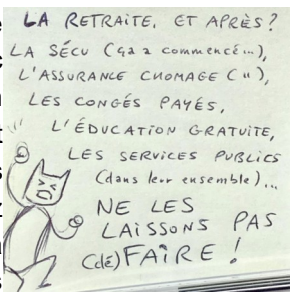 LA RETRAITE, ET APRÈS ?
LA SÉCU (ça a commencé...),
L'ASSURANCE CHOMAGE ( " ),
LES CONGÉS PAYÉS,
L'ÉDUCATION GRATUITE,
LES SERVICES PUBLICS
(dans leur ensemble)...
NE LES
LAISSONS PAS
(dé)FAIRE !